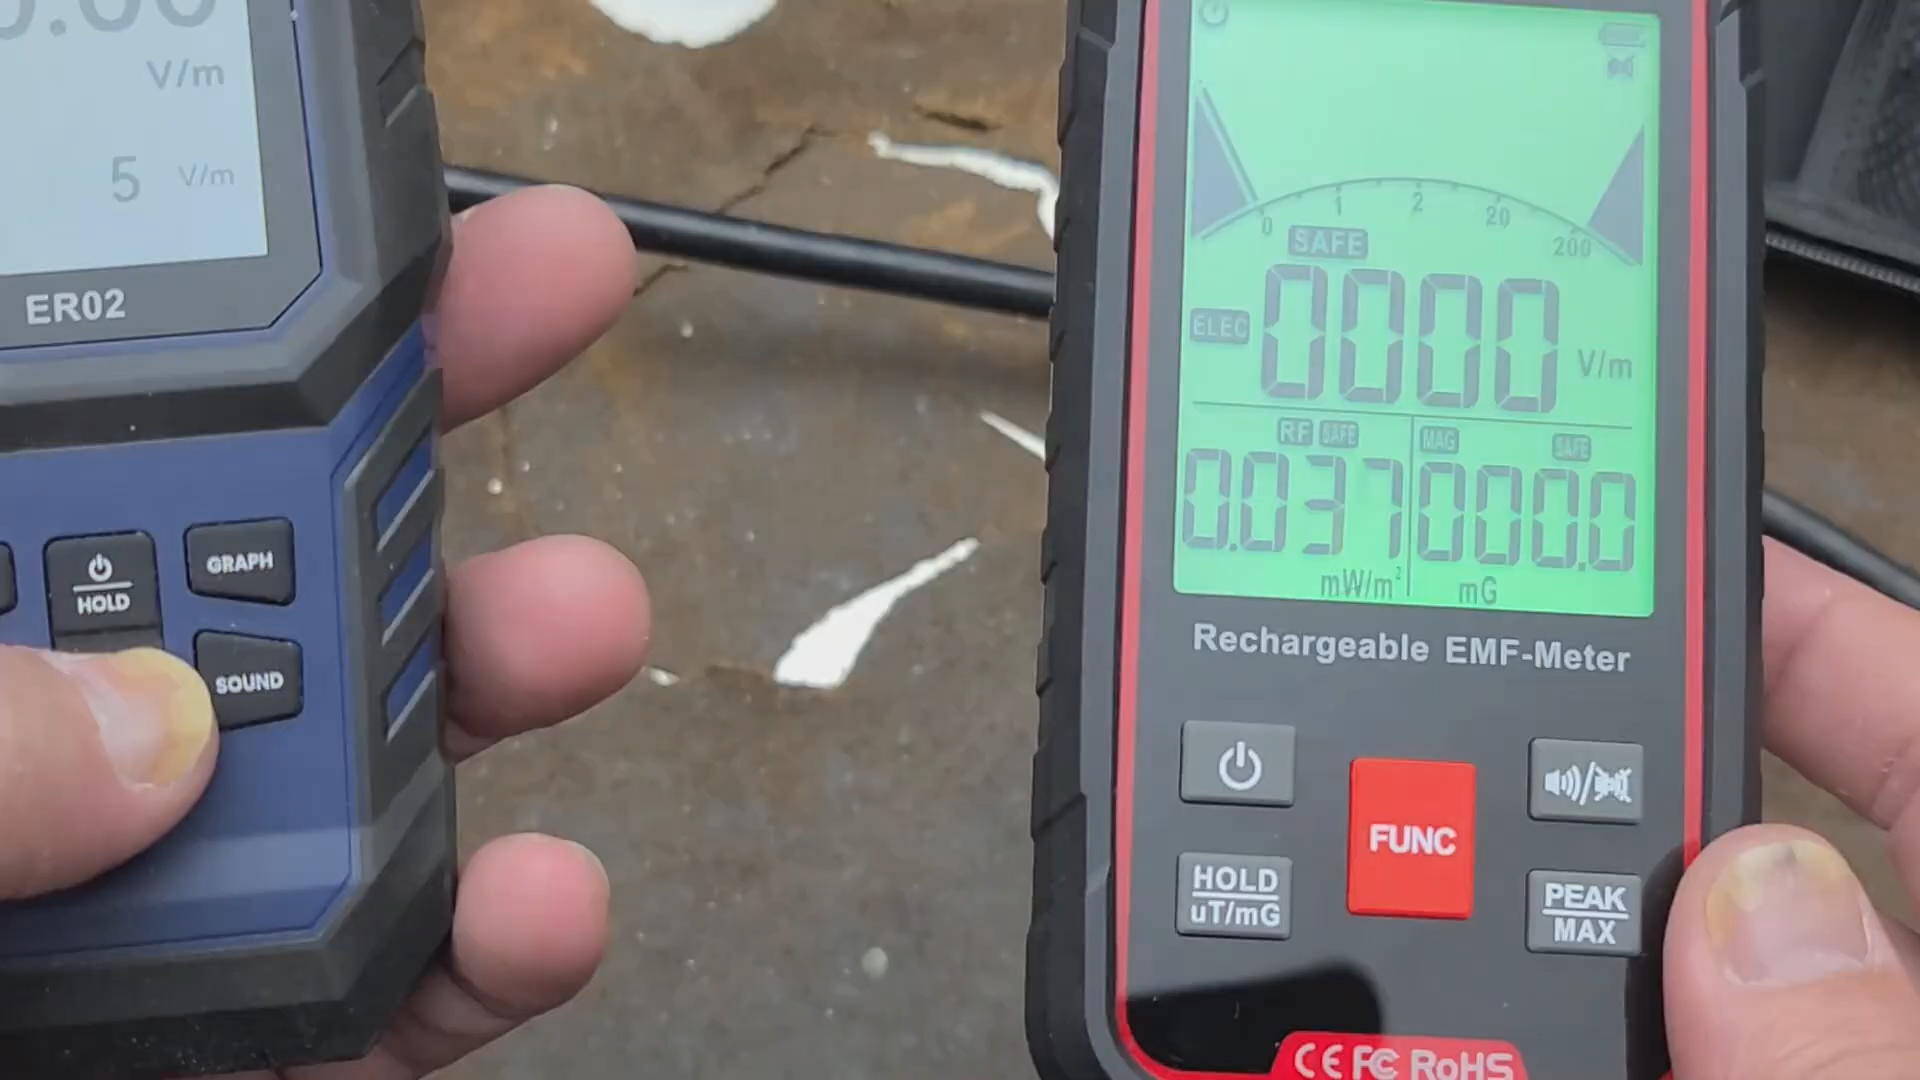 V/m
5 V/m
ER02
HOLD
GRAPH
SOUND
0 1 2 20 200
SAFE
ELEC 0000 V/m
RF SAFE MAG SAFE
0.037 000.0
mW/m² mG
Rechargeable EMF-Meter
FUNC
HOLD
uT/mG
PEAK
MAX
CE FC RoHS